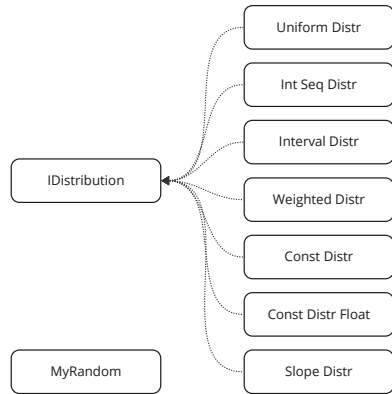 Uniform Distr
Int Seq Distr
Interval Distr
IDistribution
Weighted Distr
Const Distr
Const Distr Float
MyRandom
Slope Distr